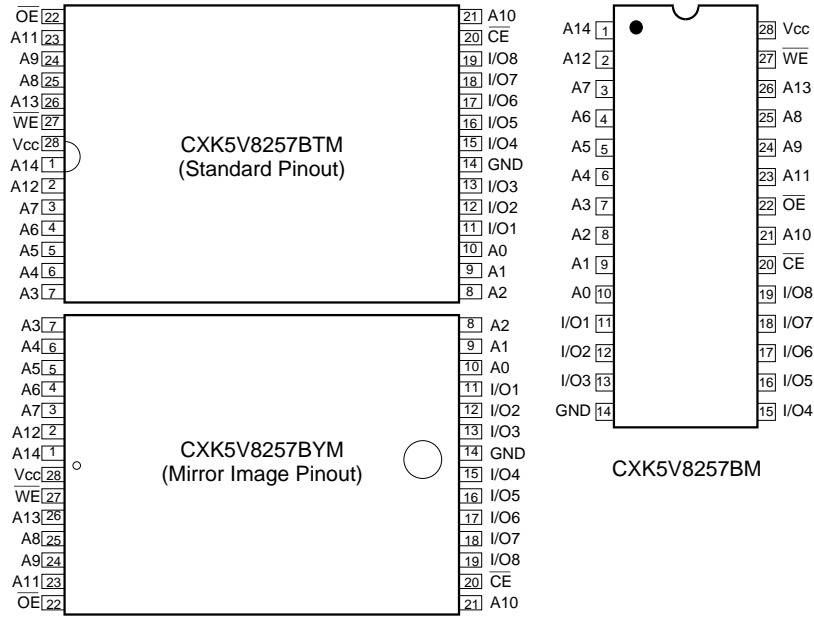 OE 22 21 A10
A11 23 20 CE
A9 24 19 I/O8
A8 25 18 I/O7
A13 26 17 I/O6
WE 27 16 I/O5
Vcc 28 15 I/O4
A14 1 14 GND
A12 2 13 I/O3
A7 3 12 I/O2
A6 4 11 I/O1
A5 5 10 A0
A4 6 9 A1
A3 7 8 A2
CXK5V8257BTM
(Standard Pinout)
A3 7 8 A2
A4 6 9 A1
A5 5 10 A0
A6 4 11 I/O1
A7 3 12 I/O2
A12 2 13 I/O3
A14 1 14 GND
Vcc 28 15 I/O4
WE 27 16 I/O5
A13 26 17 I/O6
A8 25 18 I/O7
A9 24 19 I/O8
A11 23 20 CE
OE 22 21 A10
CXK5V8257BYM
(Mirror Image Pinout)
A14 1 28 Vcc
A12 2 27 WE
A7 3 26 A13
A6 4 25 A8
A5 5 24 A9
A4 6 23 A11
A3 7 22 OE
A2 8 21 A10
A1 9 20 CE
A0 10 19 I/O8
I/O1 11 18 I/O7
I/O2 12 17 I/O6
I/O3 13 16 I/O5
GND 14 15 I/O4
CXK5V8257BM